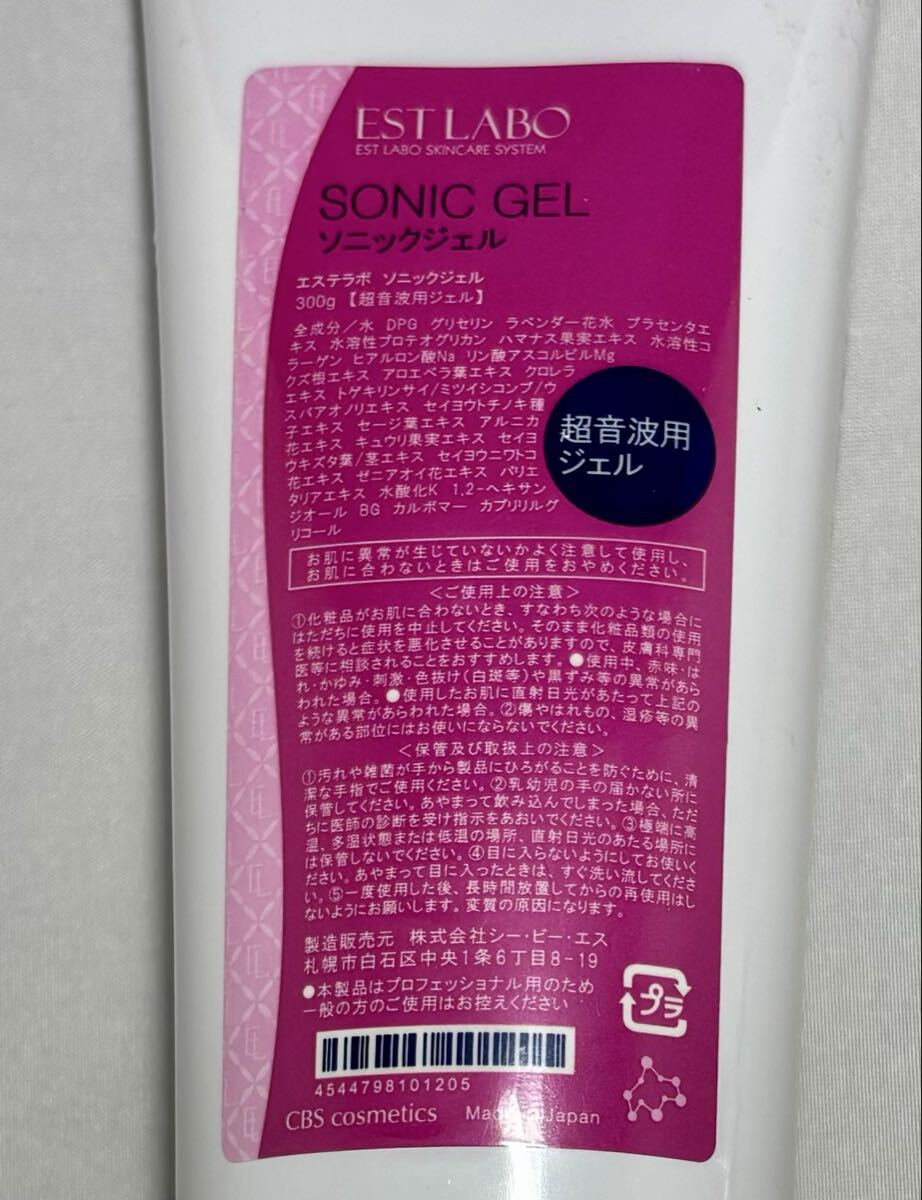 EST LABO
EST LABO SKINCARE SYSTEM
SONIC GEL
ソニックジェル
エステラボ ソニックジェル
300g 【超音波用ジェル】
全成分／水 DPG グリセリン ラベンダー花水 プラセンタエ
キス 水溶性プロテオグリカン ハマナス果実エキス 水溶性コ
ラーゲン ヒアルロン酸Na リン酸アスコルビルMg
クズ根エキス アロエベラ葉エキス クロレラ
エキス トゲキリンサイ/ミツイシコンブ/ウ
スバアオノリエキス セイヨウトチノキ種
子エキス セージ葉エキス アルニカ
花エキス キュウリ果実エキス セイヨ
ウキズタ葉/茎エキス セイヨウニワトコ
花エキス ゼニアオイ花エキス パリエ
タリアエキス 水酸化K 1,2-ヘキサン
ジオール BG カルボマー カプリリルグ
リコール
超音波用
ジェル
お肌に異常が生じていないかよく注意して使用し、
お肌に合わないときはご使用をおやめください。
＜ご使用上の注意＞
①化粧品がお肌に合わないとき、すなわち次のような場合に
はただちに使用を中止してください。そのまま化粧品類の使用
を続けると症状を悪化させることがありますので、皮膚科専門
医等に相談されることをおすすめします。●使用中、赤味・は
れ・かゆみ・刺激・色抜け(白斑等)や黒ずみ等の異常があら
われた場合。●使用したお肌に直射日光があたって上記の
ような異常があらわれた場合。②傷やはれもの、湿疹等の異
常がある部位にはお使いにならないでください。
＜保管及び取扱上の注意＞
①汚れや雑菌が手から製品にひろがることを防ぐために、清
潔な手指でご使用ください。②乳幼児の手の届かない所に
保管してください。あやまって飲み込んでしまった場合、ただ
ちに医師の診断を受け指示をあおいでください。③極端に高
温、多湿状態または低温の場所、直射日光のあたる場所に
は保管しないでください。④目に入らないようにしてお使いく
ださい。あやまって目に入ったときは、すぐ洗い流してくださ
い。⑤一度使用した後、長時間放置してからの再使用はし
ないようにお願いします。変質の原因になります。
製造販売元 株式会社シー・ビー・エス
札幌市白石区中央1条6丁目8-19
●本製品はプロフェッショナル用のため
一般の方のご使用はお控えください
プラ
4544798101205
CBS cosmetics Made in Japan